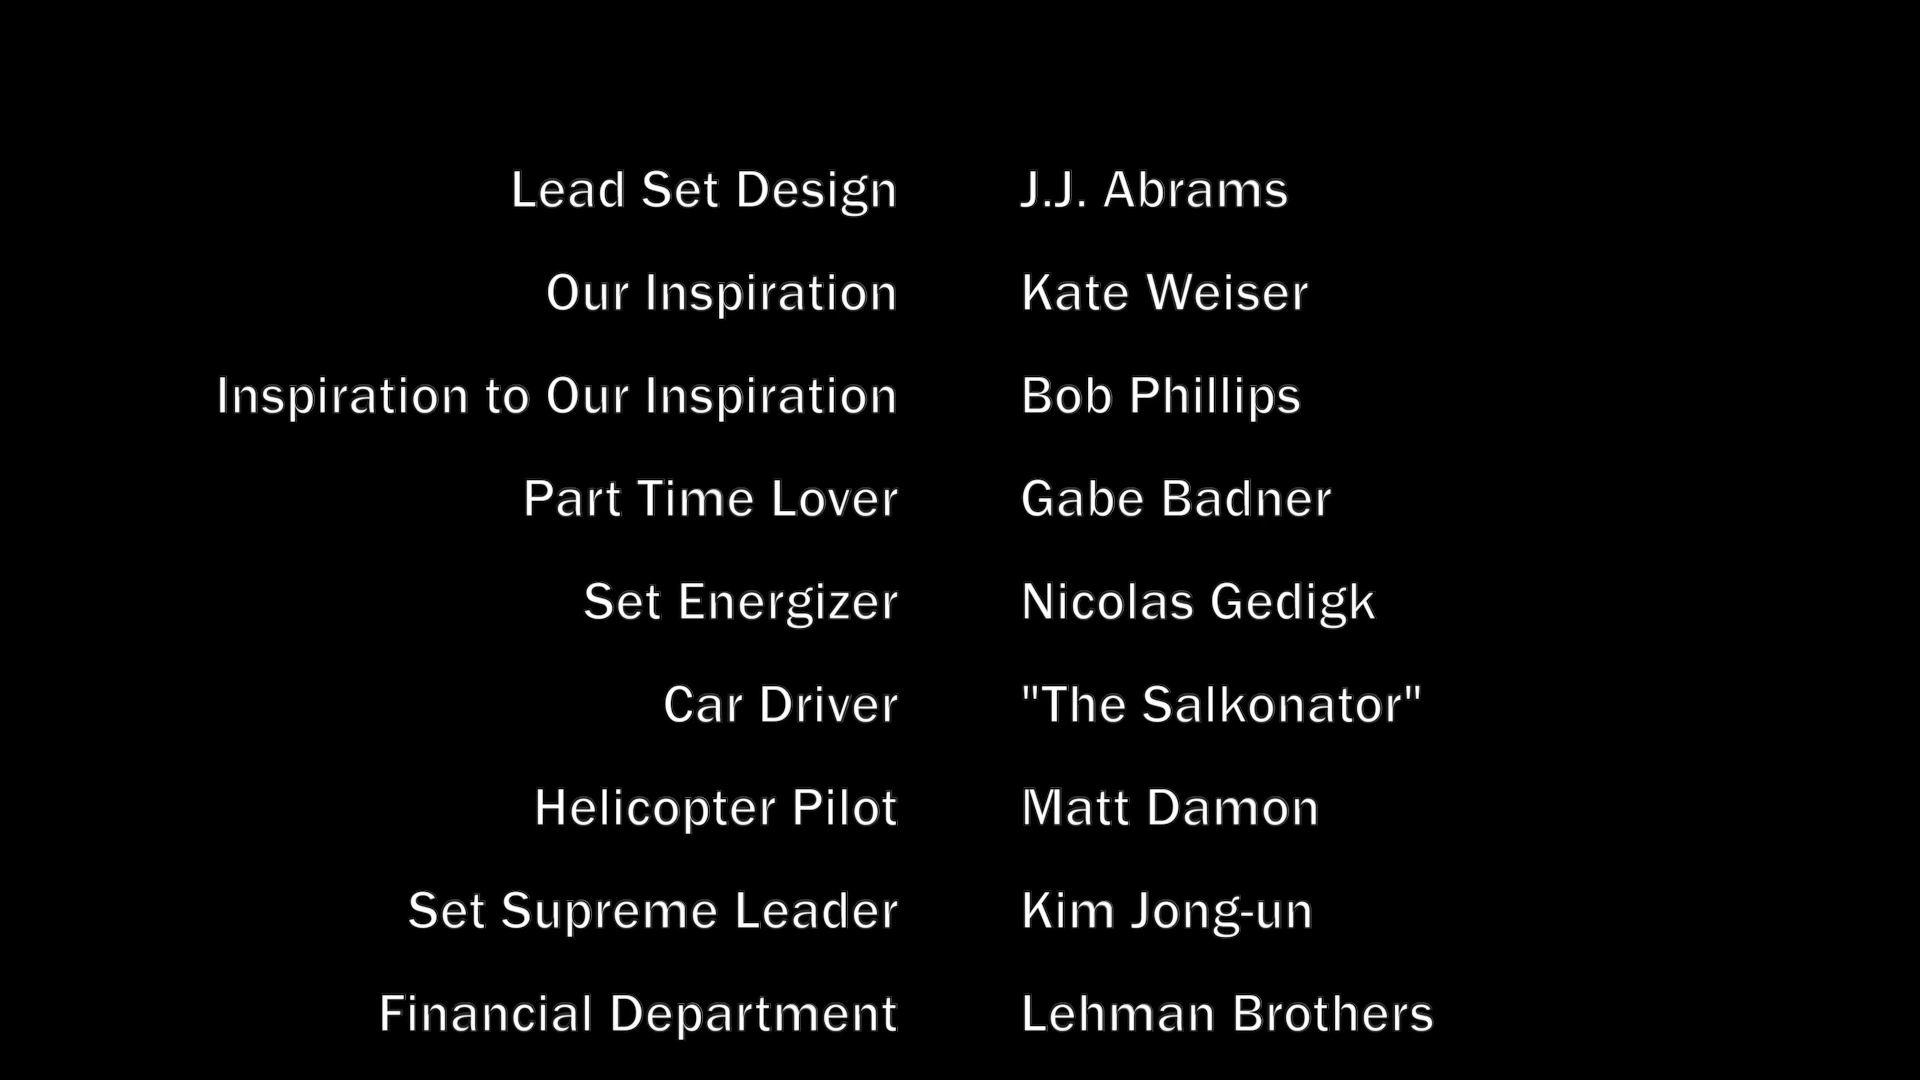 Lead Set Design J.J. Abrams
Our Inspiration Kate Weiser
Inspiration to Our Inspiration Bob Phillips
Part Time Lover Gabe Badner
Set Energizer Nicolas Gedigk
Car Driver "The Salkonator"
Helicopter Pilot Matt Damon
Set Supreme Leader Kim Jong-un
Financial Department Lehman Brothers